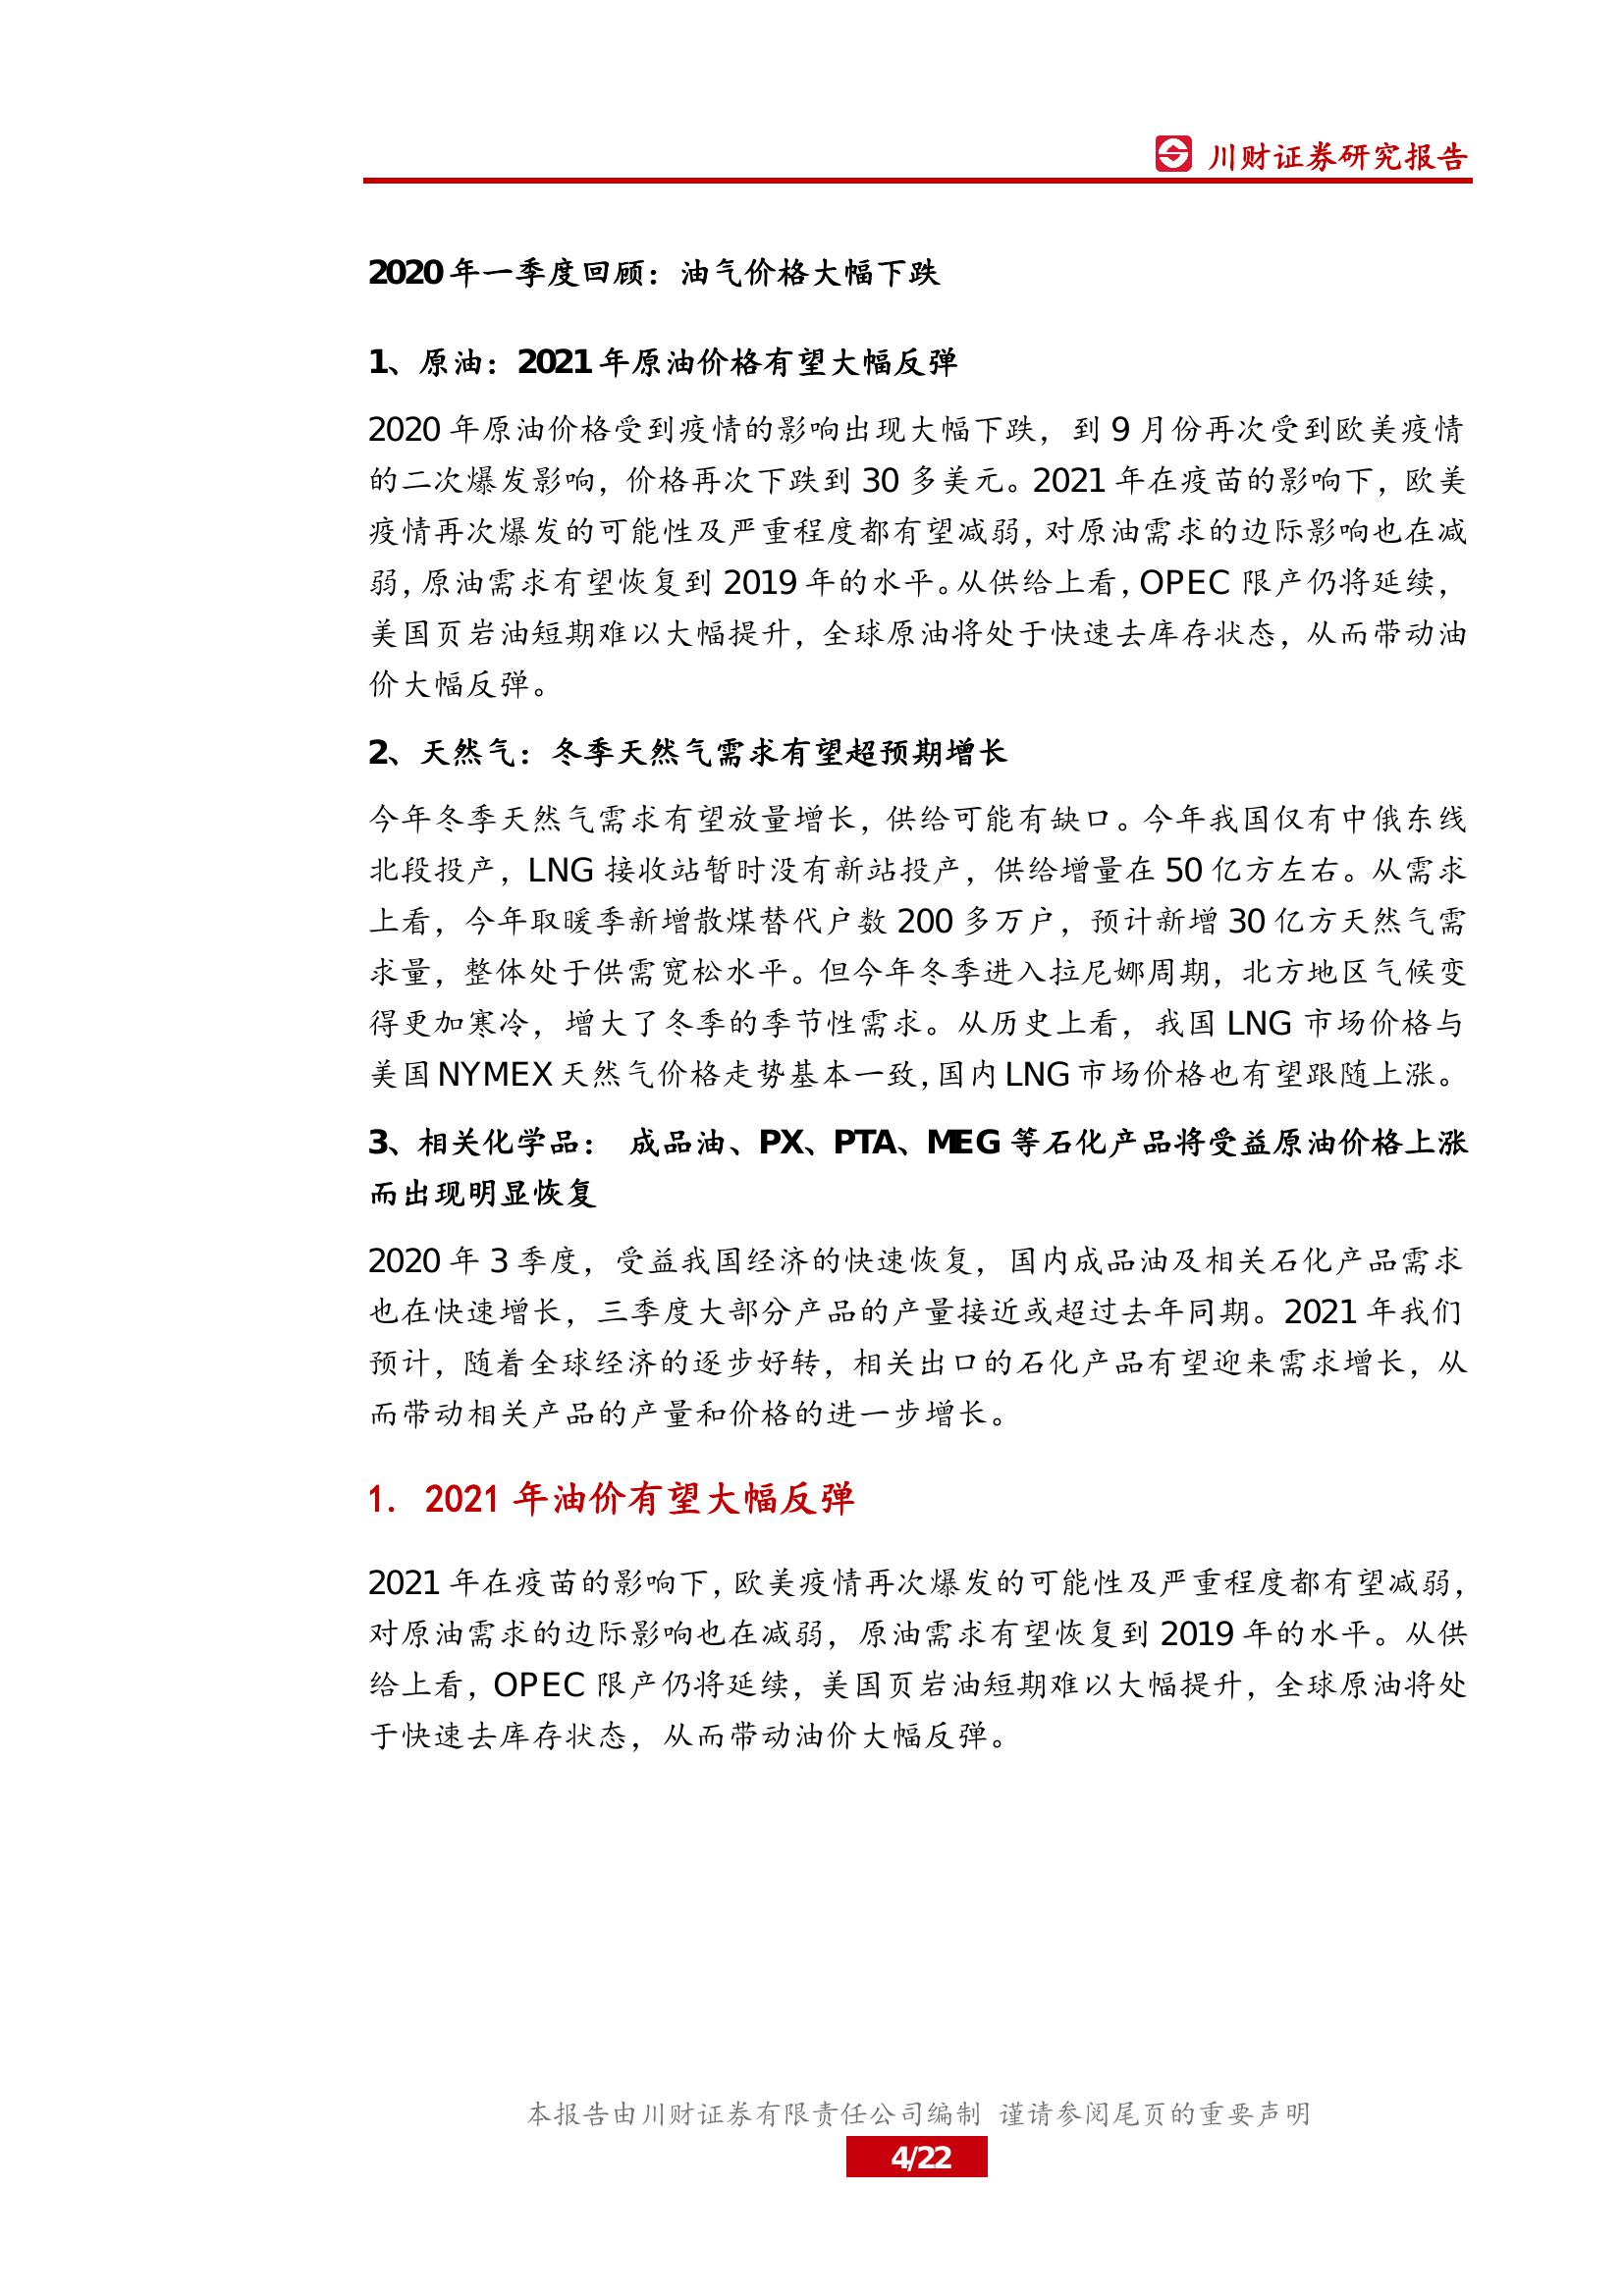 川财证券研究报告
2020 年一季度回顾：油气价格大幅下跌
1、原油：2021 年原油价格有望大幅反弹
2020 年原油价格受到疫情的影响出现大幅下跌，到 9 月份再次受到欧美疫情
的二次爆发影响，价格再次下跌到 30 多美元。2021 年在疫苗的影响下，欧美
疫情再次爆发的可能性及严重程度都有望减弱，对原油需求的边际影响也在减
弱，原油需求有望恢复到 2019 年的水平。从供给上看，OPEC 限产仍将延续，
美国页岩油短期难以大幅提升，全球原油将处于快速去库存状态，从而带动油
价大幅反弹。
2、天然气：冬季天然气需求有望超预期增长
今年冬季天然气需求有望放量增长，供给可能有缺口。今年我国仅有中俄东线
北段投产，LNG 接收站暂时没有新站投产，供给增量在 50 亿方左右。从需求
上看，今年取暖季新增散煤替代户数 200 多万户，预计新增 30 亿方天然气需
求量，整体处于供需宽松水平。但今年冬季进入拉尼娜周期，北方地区气候变
得更加寒冷，增大了冬季的季节性需求。从历史上看，我国 LNG 市场价格与
美国 NYMEX 天然气价格走势基本一致，国内 LNG 市场价格也有望跟随上涨。
3、相关化学品： 成品油、PX、PTA、MEG 等石化产品将受益原油价格上涨
而出现明显恢复
2020 年 3 季度，受益我国经济的快速恢复，国内成品油及相关石化产品需求
也在快速增长，三季度大部分产品的产量接近或超过去年同期。2021 年我们
预计，随着全球经济的逐步好转，相关出口的石化产品有望迎来需求增长，从
而带动相关产品的产量和价格的进一步增长。
1. 2021 年油价有望大幅反弹
2021 年在疫苗的影响下，欧美疫情再次爆发的可能性及严重程度都有望减弱，
对原油需求的边际影响也在减弱，原油需求有望恢复到 2019 年的水平。从供
给上看，OPEC 限产仍将延续，美国页岩油短期难以大幅提升，全球原油将处
于快速去库存状态，从而带动油价大幅反弹。
本报告由川财证券有限责任公司编制 谨请参阅尾页的重要声明
4/22